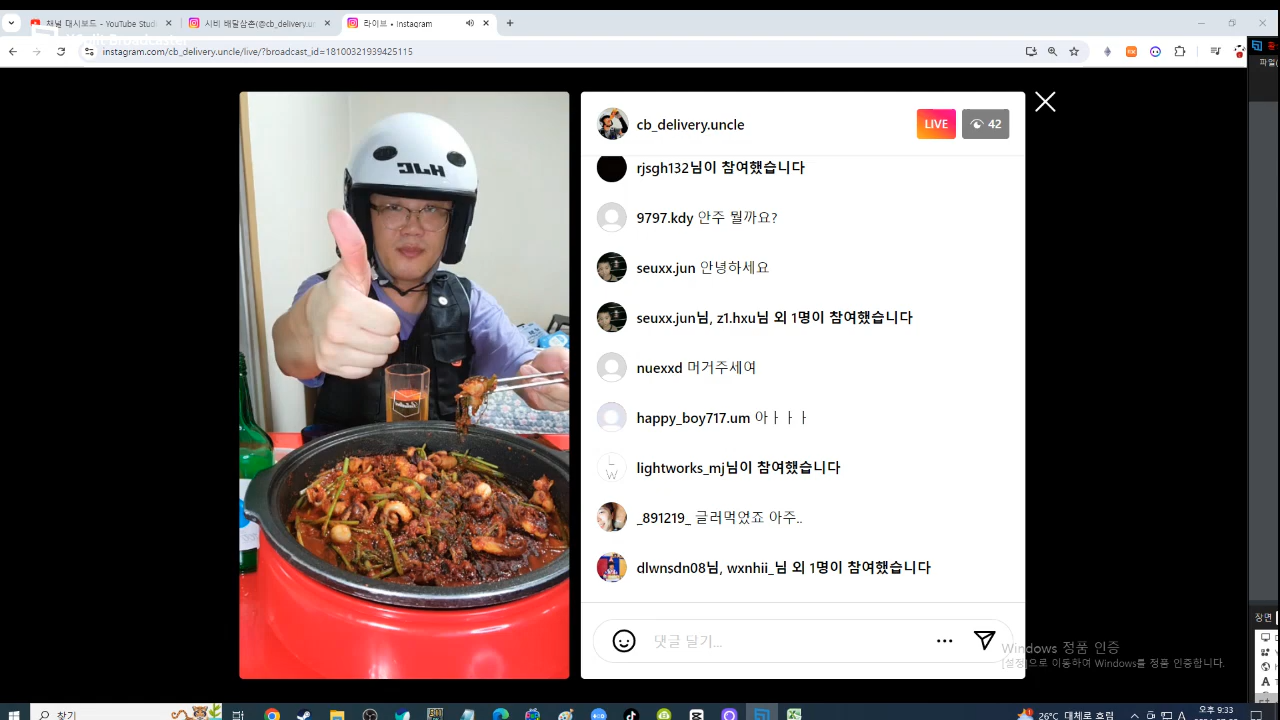 채널 대시보드 - YouTube Studi
시비 배달삼촌(@cb_delivery.u
라이브 • Instagram
XSplit Broadcaster
instagram.com/cb_delivery.uncle/live/?broadcast_id=18100321939425115
파일(
cb_delivery.uncle
LIVE
42
rjsgh132님이 참여했습니다
9797.kdy 안주 뭘까요?
seuxx.jun 안녕하세요
seuxx.jun님, z1.hxu님 외 1명이 참여했습니다
nuexxd 머거주세여
happy_boy717.um 아ㅏㅏㅏ
lightworks_mj님이 참여했습니다
_891219_ 글러먹었죠 아주..
dlwnsdn08님, wxnhii_님 외 1명이 참여했습니다
댓글 달기...
Windows 정품 인증
[설정]으로 이동하여 Windows를 정품 인증합니다.
장면
찾기
26°C 대체로 흐림
오후 9:33